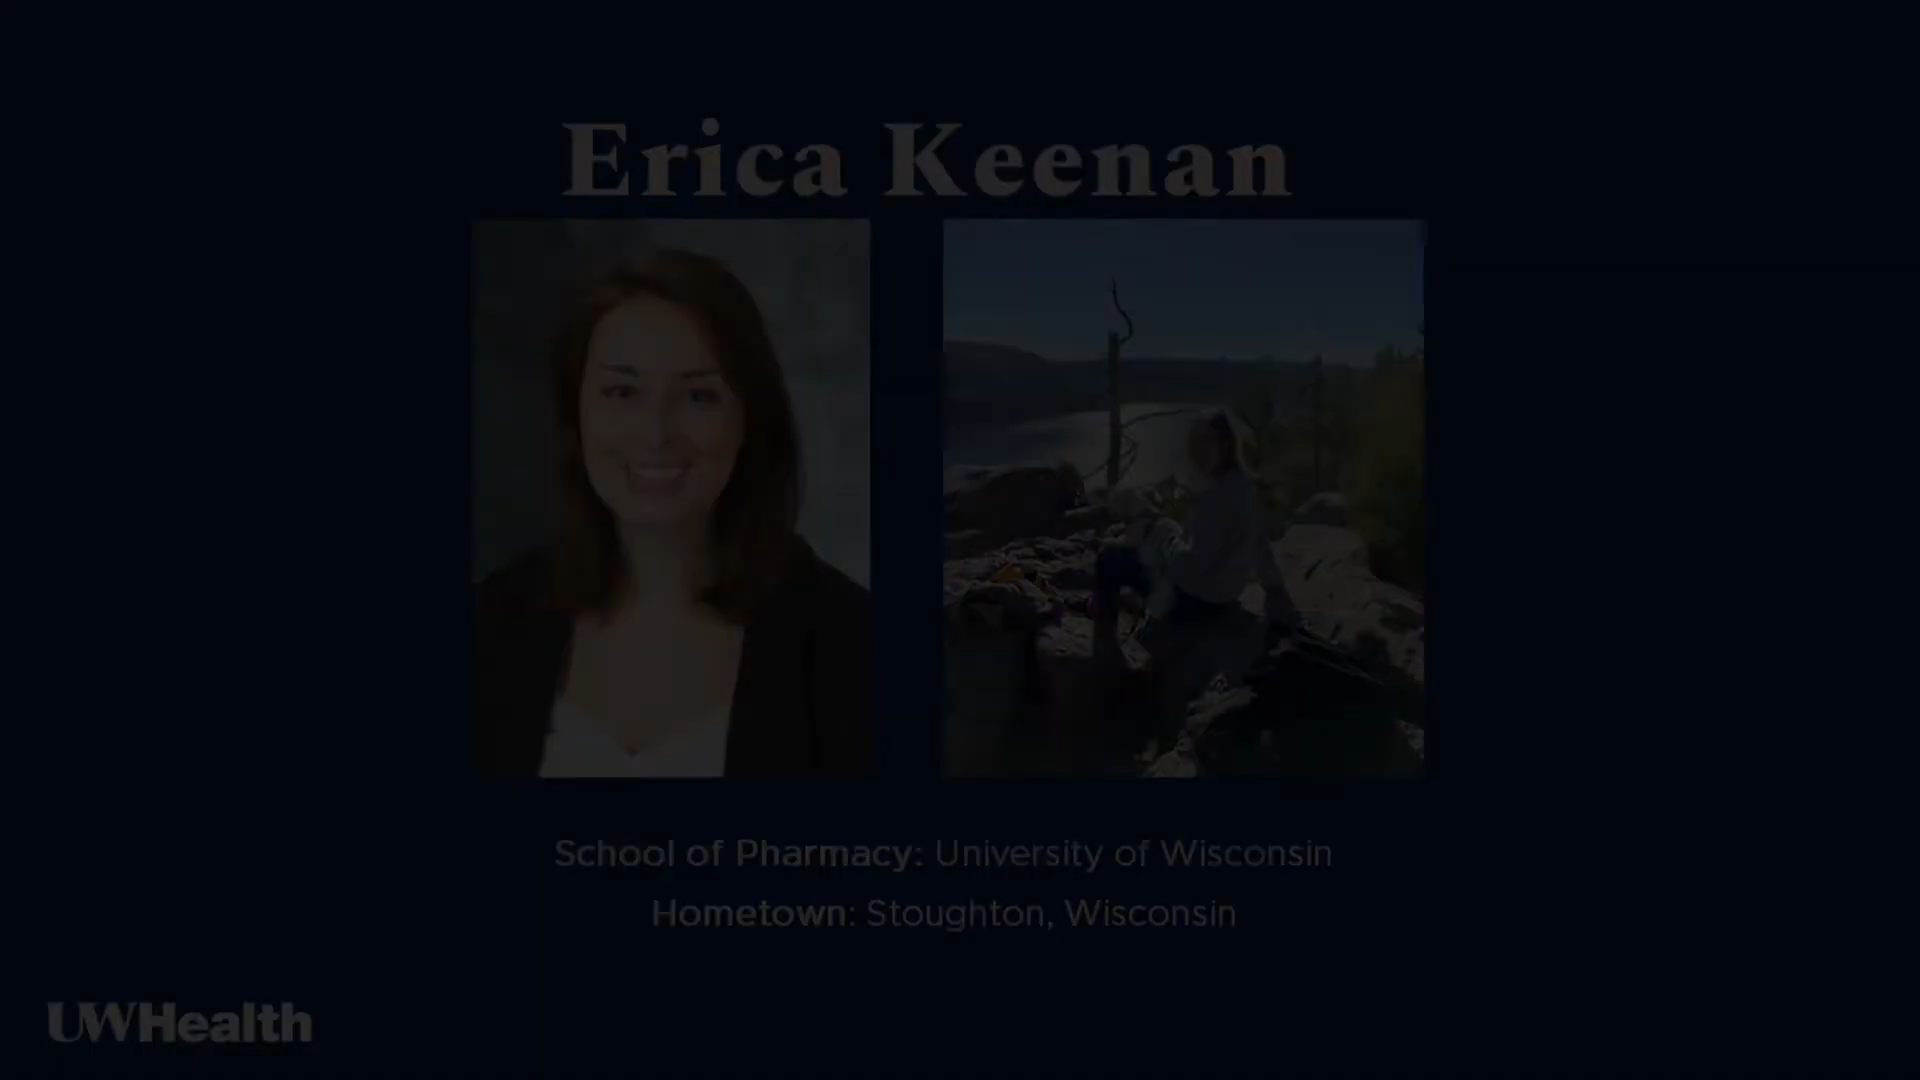 Erica Keenan
School of Pharmacy: University of Wisconsin
Hometown: Stoughton, Wisconsin
UWHealth